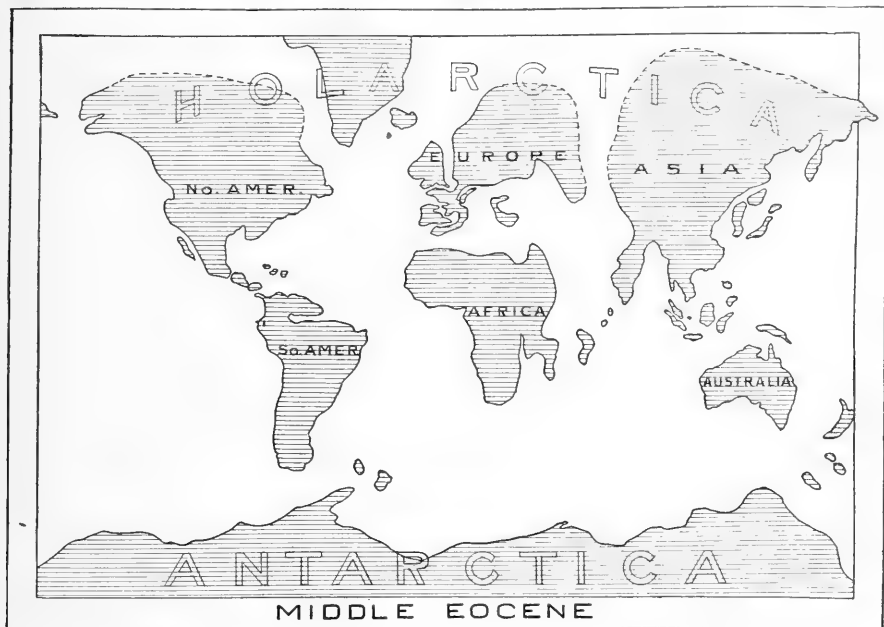 HOLARCTICA
No. AMER.
EUROPE
ASIA
AFRICA
So. AMER.
AUSTRALIA
ANTARCTICA
MIDDLE EOCENE